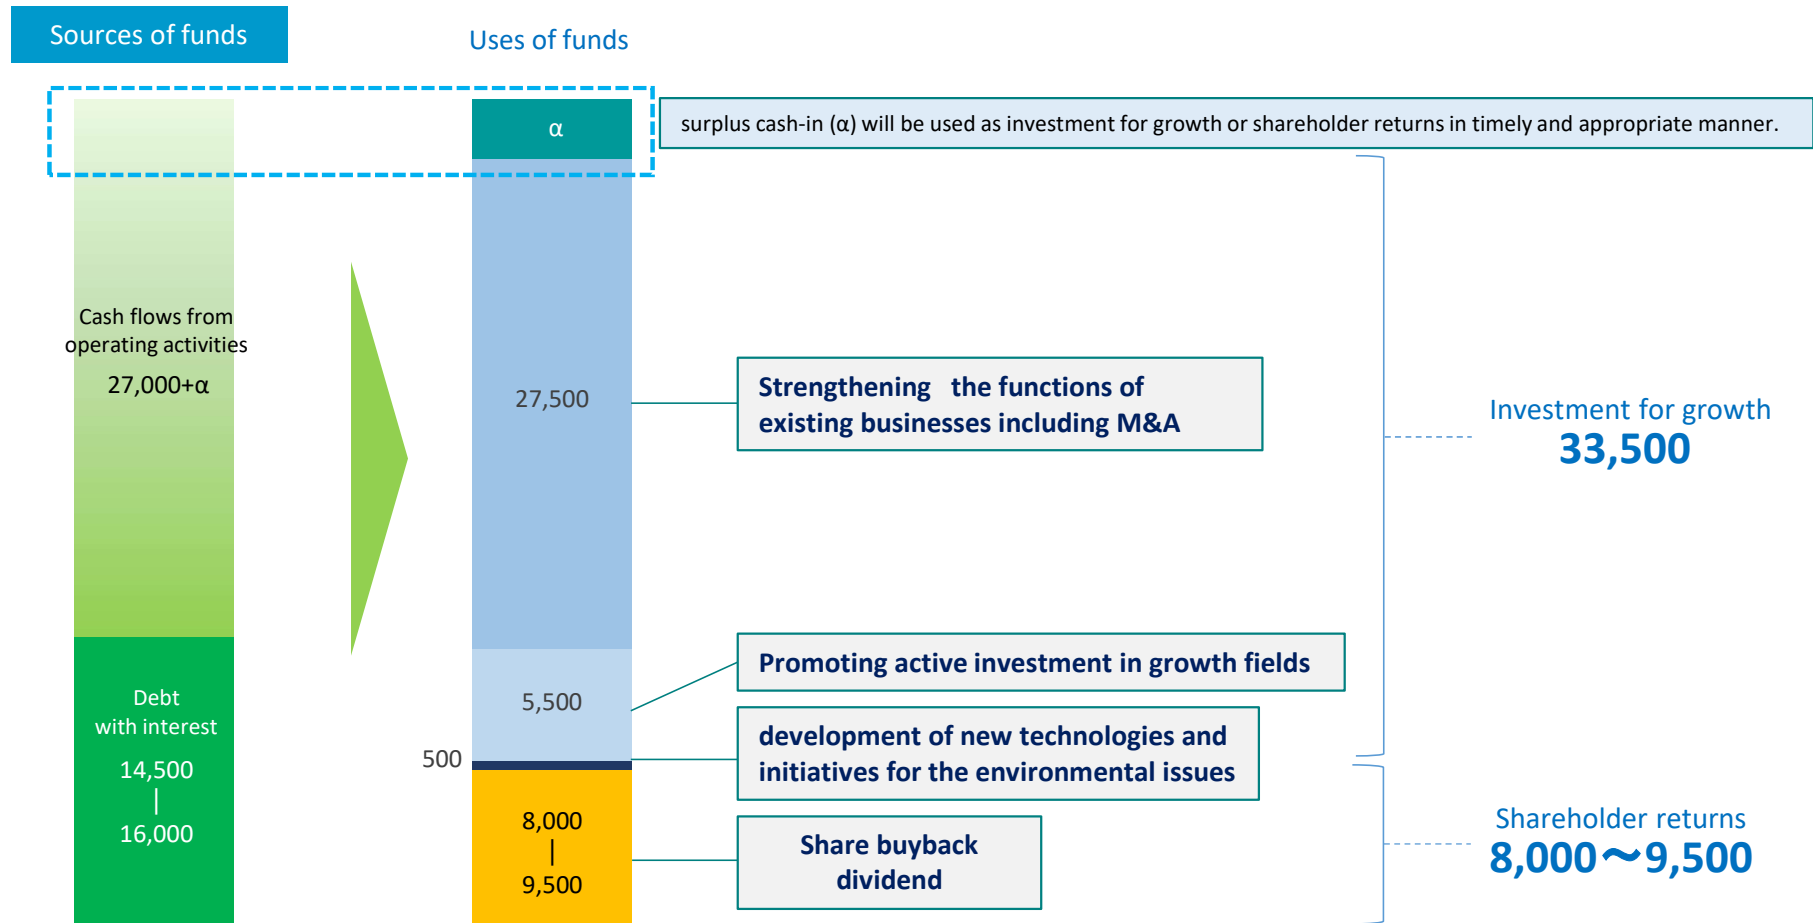 Sources of funds
Uses of funds
α
surplus cash-in (α) will be used as investment for growth or shareholder returns in timely and appropriate manner.
Cash flows from
operating activities
27,000+α
27,500
Strengthening the functions of
existing businesses including M&A
Investment for growth
33,500
Debt
with interest
14,500
|
16,000
5,500
Promoting active investment in growth fields
500
development of new technologies and
initiatives for the environmental issues
8,000
|
9,500
Share buyback
dividend
Shareholder returns
8,000～9,500